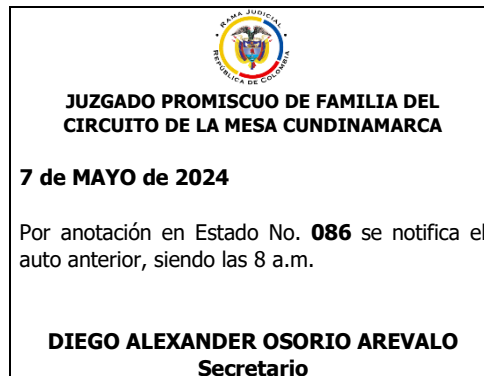 RAMA JUDICIAL
REPÚBLICA DE COLOMBIA
JUZGADO PROMISCUO DE FAMILIA DEL
CIRCUITO DE LA MESA CUNDINAMARCA
7 de MAYO de 2024
Por anotación en Estado No. 086 se notifica el
auto anterior, siendo las 8 a.m.
DIEGO ALEXANDER OSORIO AREVALO
Secretario